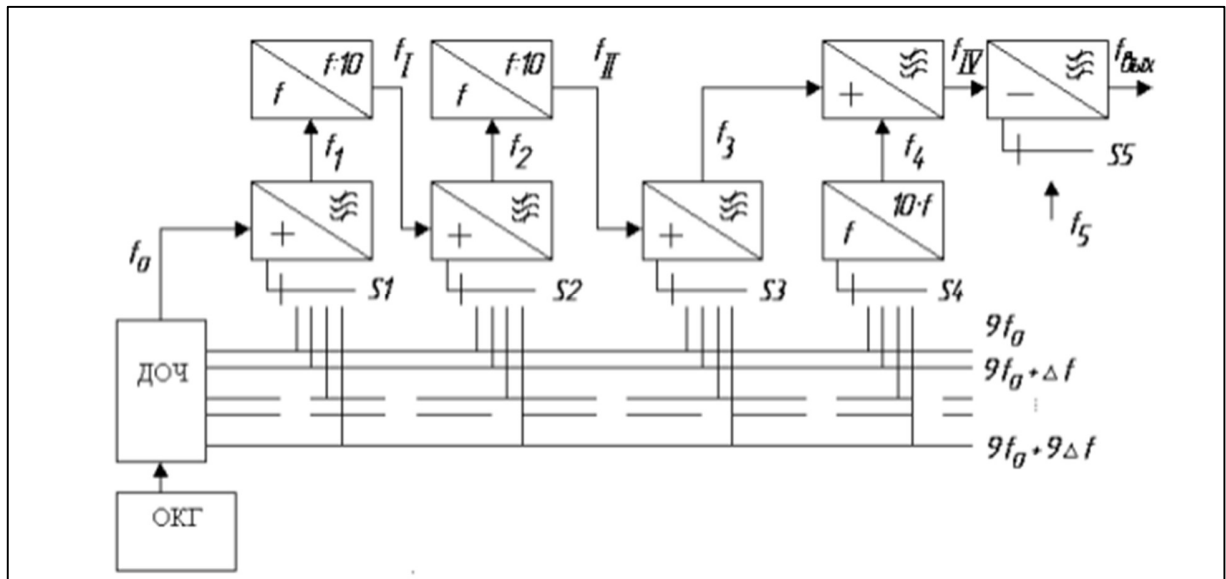 f:10
f
f_I
f:10
f
f_II
+
f_IV
−
f_вых
f_1
f_2
f_3
f_4
S5
f_5
f_0
+
+
+
10·f
f
S1
S2
S3
S4
9f_0
ДОЧ
9f_0 + Δf
9f_0 + 9Δf
ОКГ